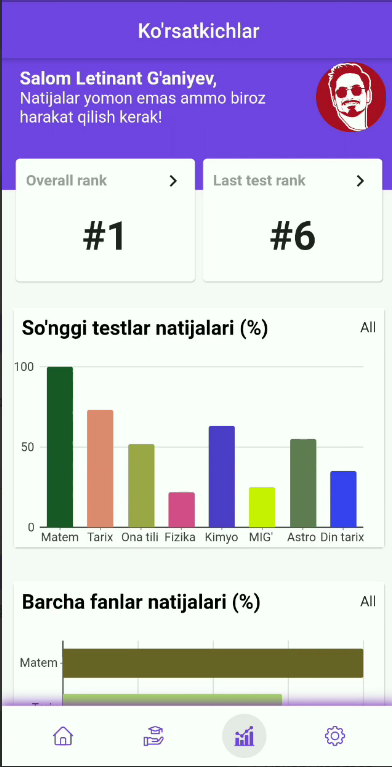 Ko'rsatkichlar
Salom Letinant G'aniyev,
Natijalar yomon emas ammo biroz
harakat qilish kerak!
Overall rank
Last test rank
#1
#6
So'nggi testlar natijalari (%)
All
100
50
0
Matem Tarix Ona tili Fizika Kimyo MIG' Astro Din tarix
Barcha fanlar natijalari (%)
All
Matem